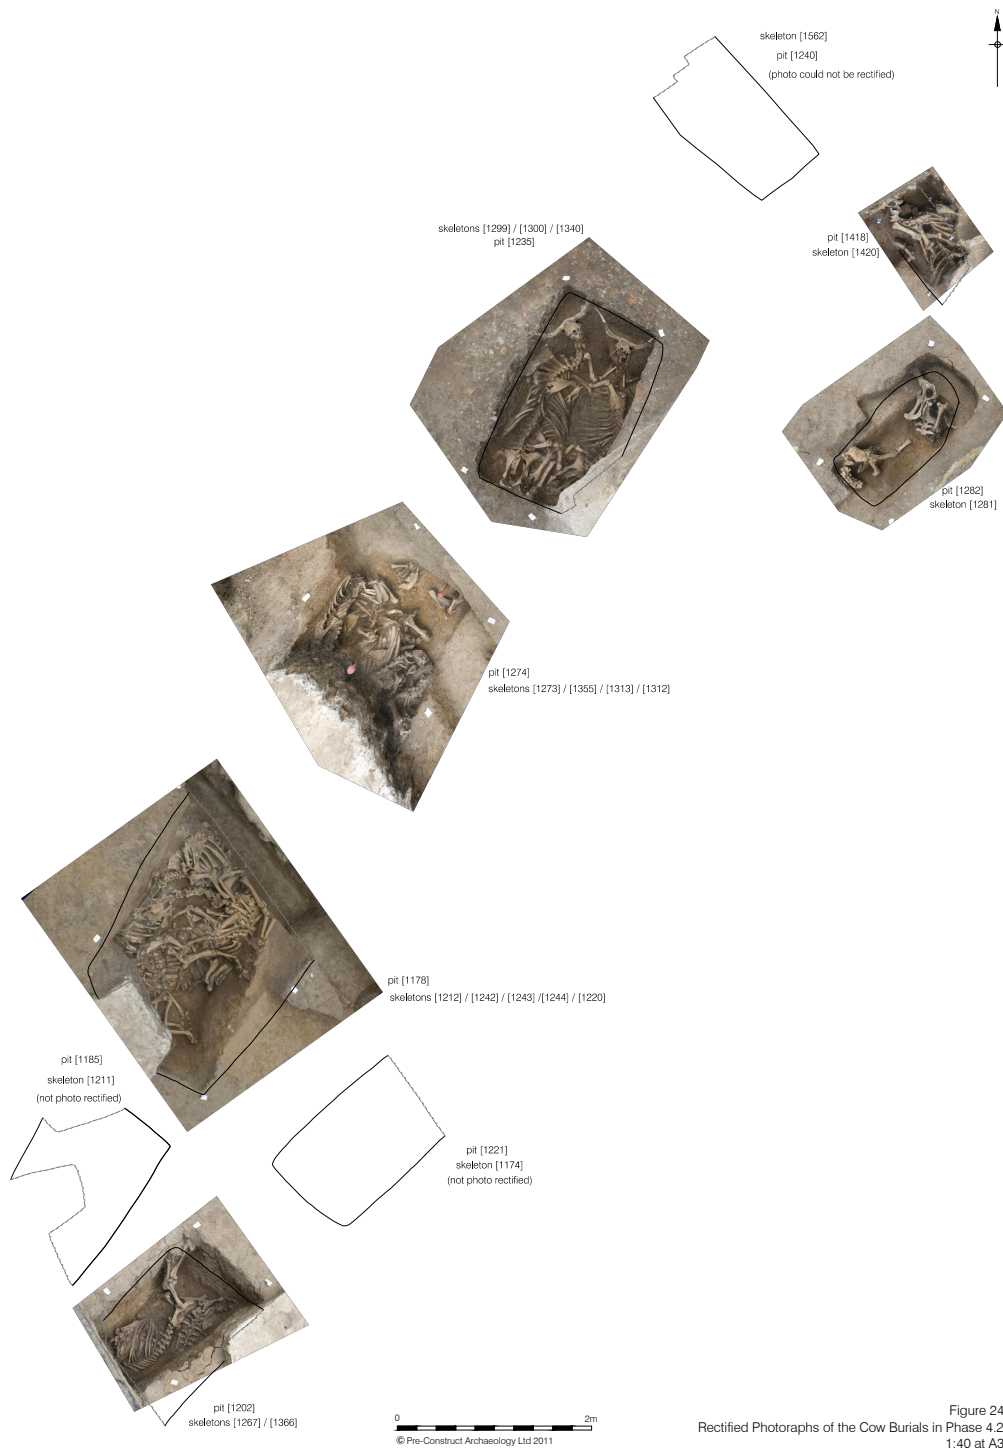 N
skeleton [1562]
pit [1240]
(photo could not be rectified)
skeletons [1299] / [1300] / [1340]
pit [1235]
pit [1418]
skeleton [1420]
pit [1282]
skeleton [1281]
pit [1274]
skeletons [1273] / [1355] / [1313] / [1312]
pit [1178]
skeletons [1212] / [1242] / [1243] /[1244] / [1220]
pit [1185]
skeleton [1211]
(not photo rectified)
pit [1221]
skeleton [1174]
(not photo rectified)
pit [1202]
skeletons [1267] / [1366]
0 2m
© Pre-Construct Archaeology Ltd 2011
Figure 24
Rectified Photoraphs of the Cow Burials in Phase 4.2
1:40 at A3